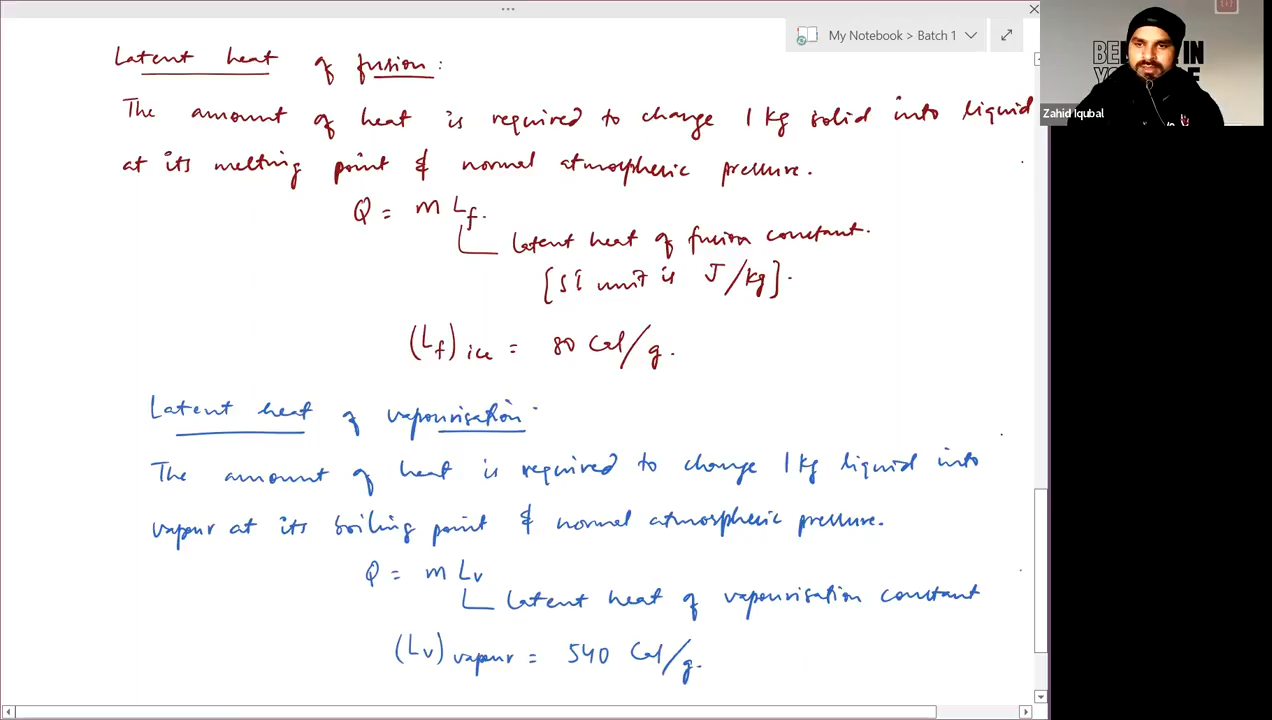 My Notebook > Batch 1
Zahid Iqubal
Latent heat of fusion :
The amount of heat is required to change 1 kg solid into liquid
at its melting point & normal atmospheric pressure.
Q = m Lf.
Latent heat of fusion constant.
[SI unit is J/kg].
(Lf) ice = 80 Cal/g.
Latent heat of vapourisation :
The amount of heat is required to change 1 kg liquid into
vapour at its boiling point & normal atmospheric pressure.
Q = m Lv
Latent heat of vapourisation constant
(Lv) vapour = 540 Cal/g.